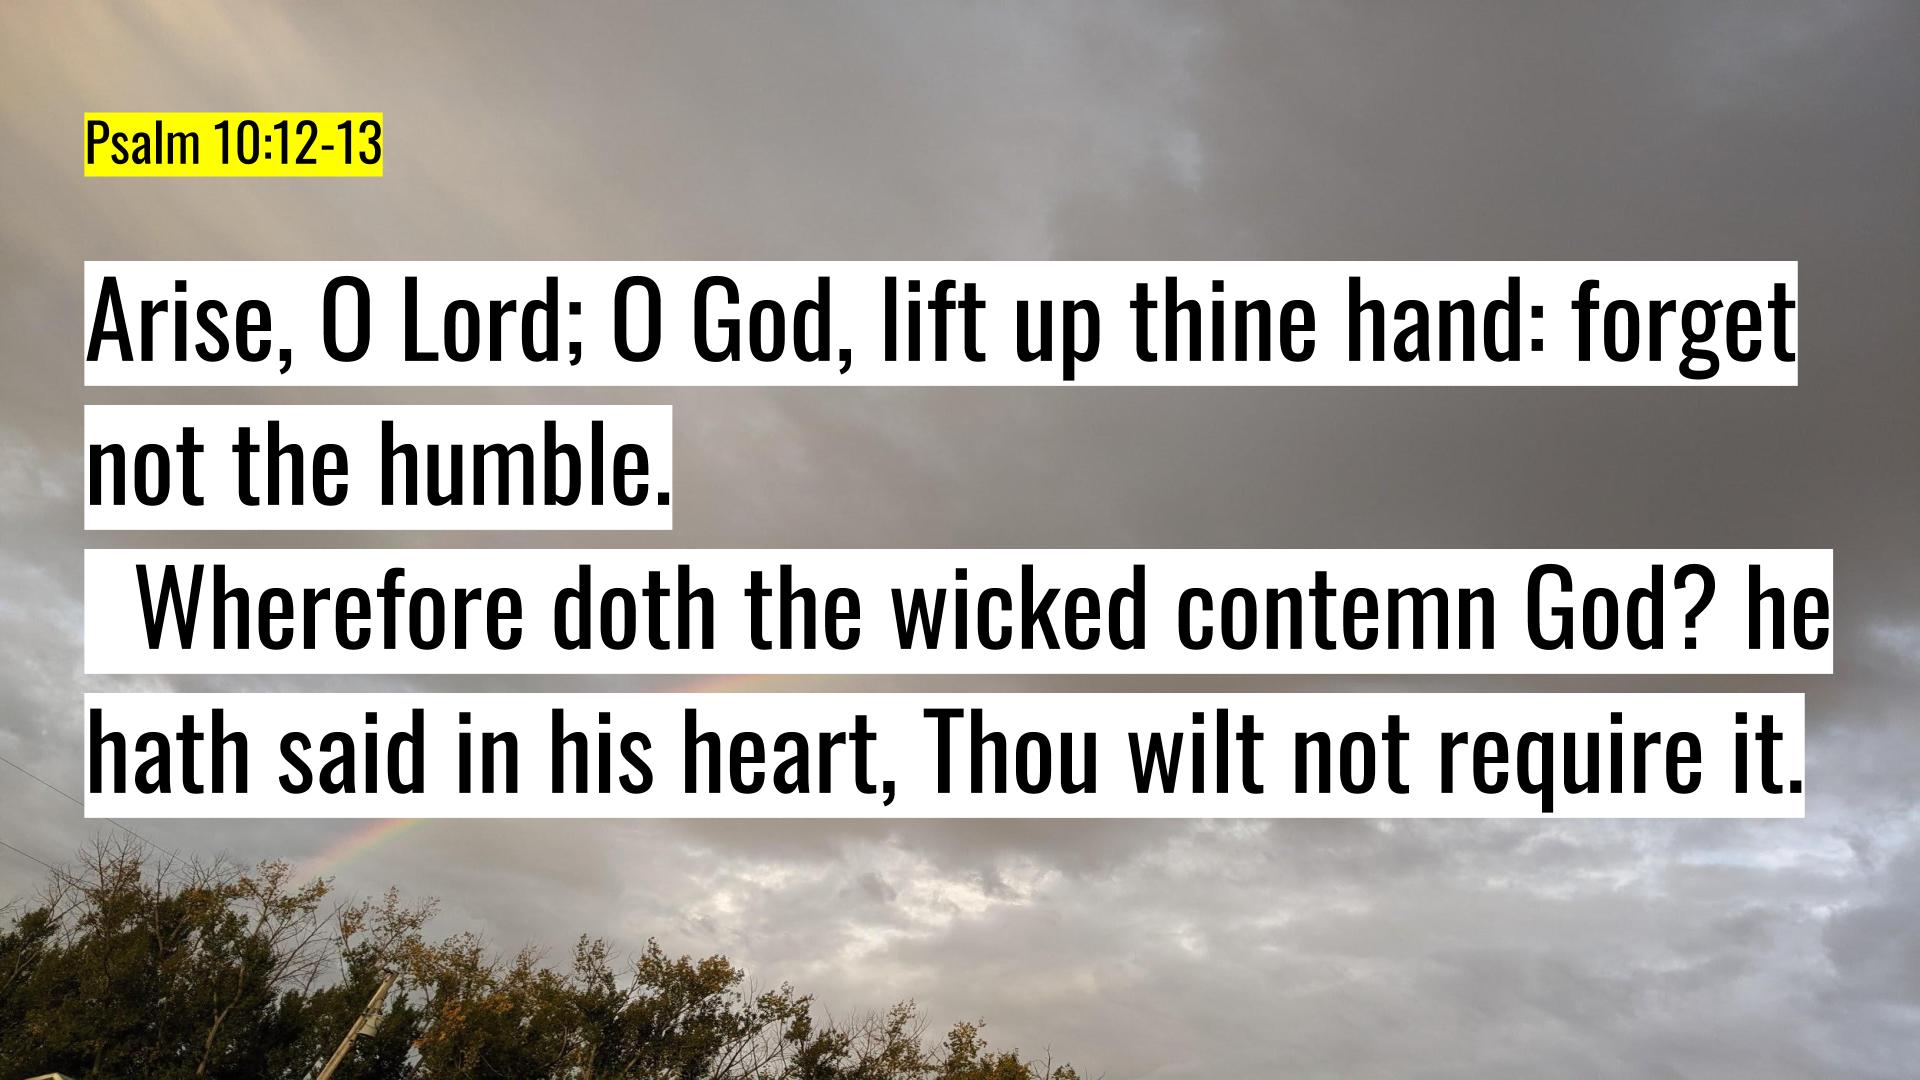 Psalm 10:12-13
Arise, O Lord; O God, lift up thine hand: forget
not the humble.
Wherefore doth the wicked contemn God? he
hath said in his heart, Thou wilt not require it.